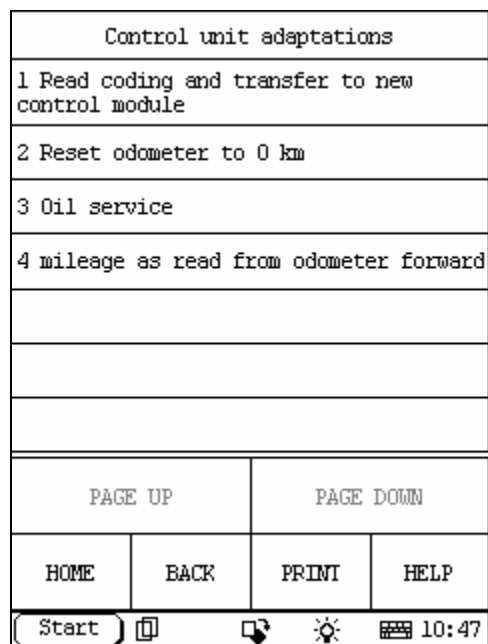 Control unit adaptations
1 Read coding and transfer to new
control module
2 Reset odometer to 0 km
3 Oil service
4 mileage as read from odometer forward
PAGE UP
PAGE DOWN
HOME
BACK
PRINT
HELP
Start
10:47